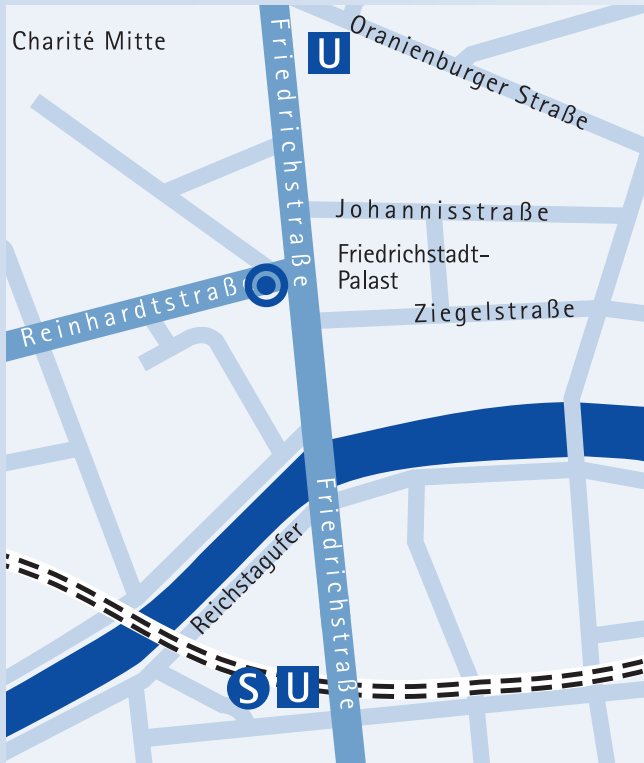 Charité Mitte
Friedrichstraße
U
Oranienburger Straße
Johannisstraße
Friedrichstadt-
Palast
Reinhardtstraße
Ziegelstraße
Friedrichstraße
Reichstagufer
S
U